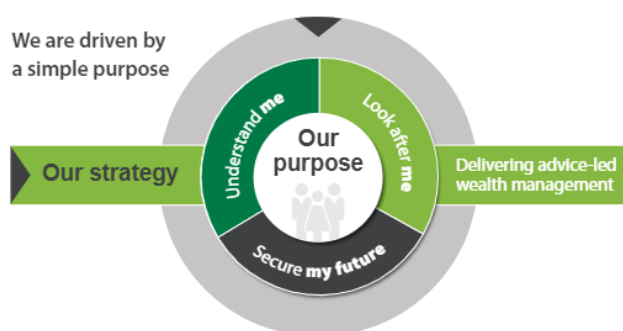 We are driven by
a simple purpose
Understand me
Look after me
Our
purpose
Our strategy
Delivering advice-led
wealth management
Secure my future